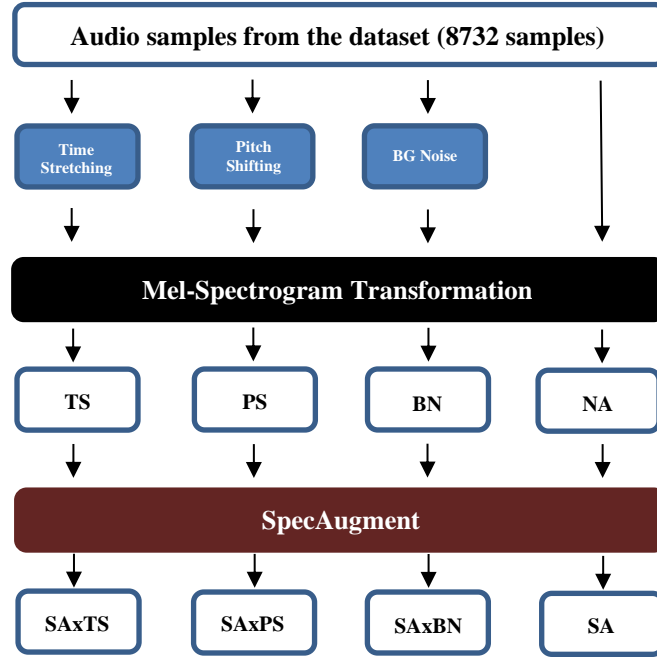 Audio samples from the dataset (8732 samples)
Time
Stretching
Pitch
Shifting
BG Noise
Mel-Spectrogram Transformation
TS
PS
BN
NA
SpecAugment
SAxTS
SAxPS
SAxBN
SA